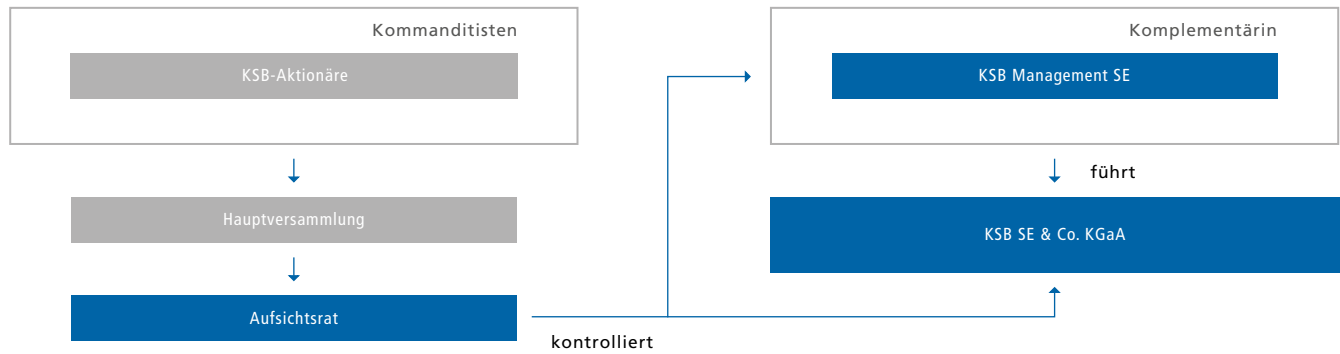 Kommanditisten
KSB-Aktionäre
Hauptversammlung
Aufsichtsrat
kontrolliert
Komplementärin
KSB Management SE
führt
KSB SE & Co. KGaA